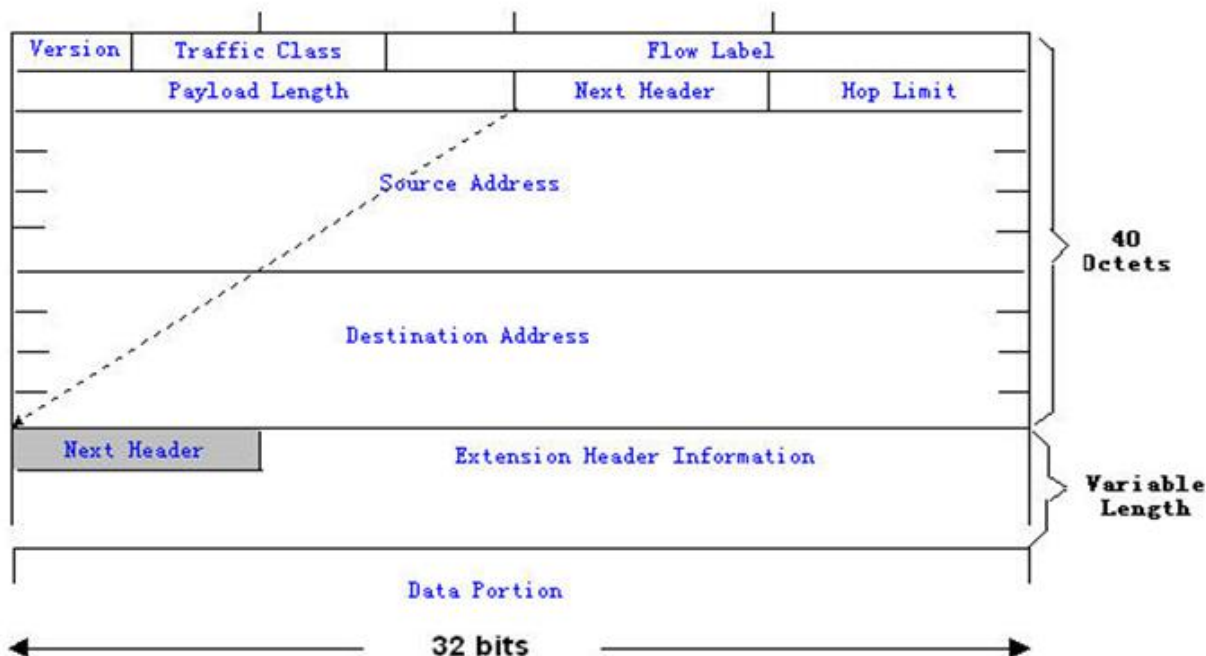 Version Traffic Class Flow Label
Payload Length Next Header Hop Limit
Source Address
40
Octets
Destination Address
Next Header Extension Header Information
Variable
Length
Data Portion
32 bits